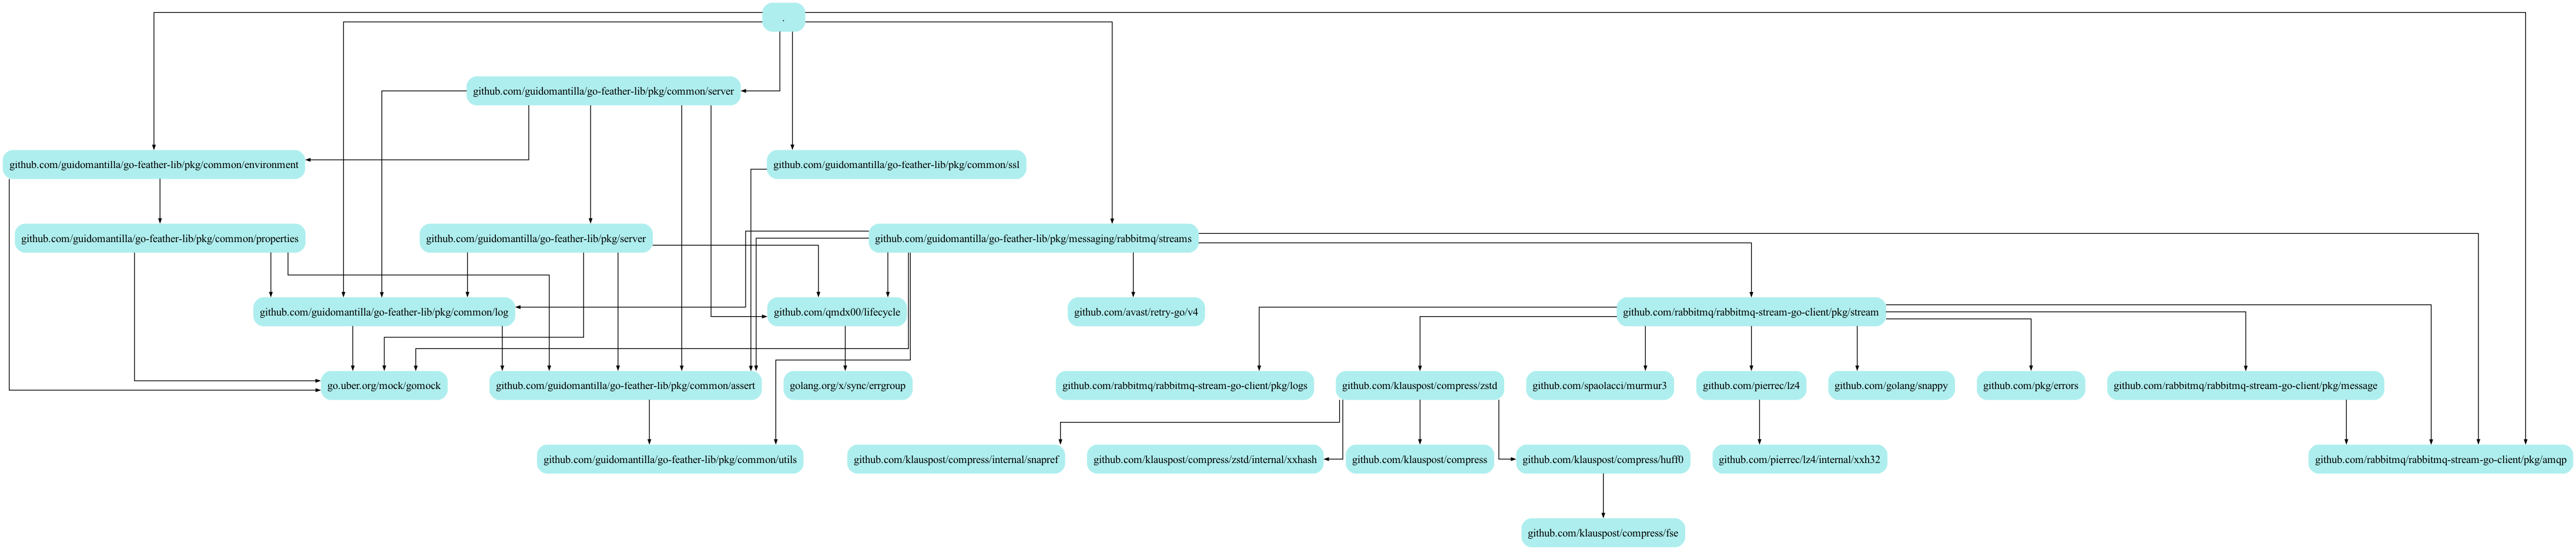 .
github.com/guidomantilla/go-feather-lib/pkg/common/server
github.com/guidomantilla/go-feather-lib/pkg/common/environment
github.com/guidomantilla/go-feather-lib/pkg/common/ssl
github.com/guidomantilla/go-feather-lib/pkg/common/properties
github.com/guidomantilla/go-feather-lib/pkg/server
github.com/guidomantilla/go-feather-lib/pkg/messaging/rabbitmq/streams
github.com/guidomantilla/go-feather-lib/pkg/common/log
github.com/qmdx00/lifecycle
github.com/avast/retry-go/v4
github.com/rabbitmq/rabbitmq-stream-go-client/pkg/stream
go.uber.org/mock/gomock
github.com/guidomantilla/go-feather-lib/pkg/common/assert
golang.org/x/sync/errgroup
github.com/rabbitmq/rabbitmq-stream-go-client/pkg/logs
github.com/klauspost/compress/zstd
github.com/spaolacci/murmur3
github.com/pierrec/lz4
github.com/golang/snappy
github.com/pkg/errors
github.com/rabbitmq/rabbitmq-stream-go-client/pkg/message
github.com/guidomantilla/go-feather-lib/pkg/common/utils
github.com/klauspost/compress/internal/snapref
github.com/klauspost/compress/zstd/internal/xxhash
github.com/klauspost/compress
github.com/klauspost/compress/huff0
github.com/pierrec/lz4/internal/xxh32
github.com/rabbitmq/rabbitmq-stream-go-client/pkg/amqp
github.com/klauspost/compress/fse